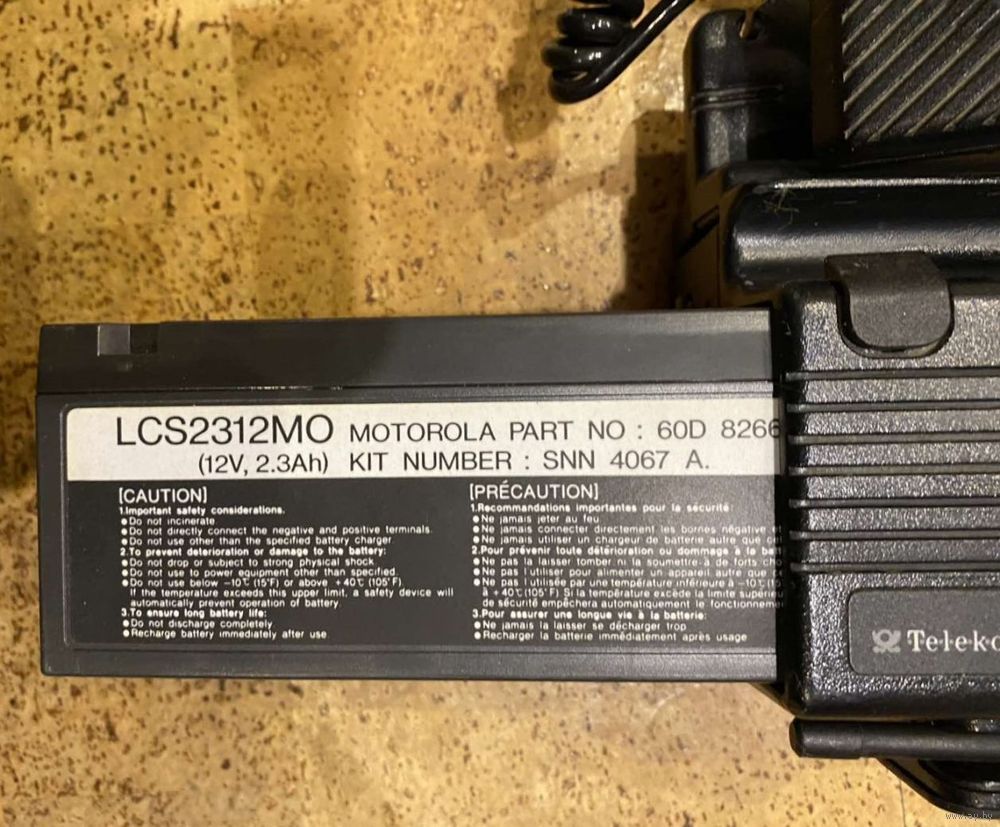 LCS2312MO MOTOROLA PART NO : 60D 8266
(12V, 2.3Ah) KIT NUMBER : SNN 4067 A.
[CAUTION]
1.Important safety considerations.
●Do not incinerate
●Do not directly connect the negative and positive terminals.
●Do not use other than the specified battery charger
2.To prevent deterioration or damage to the battery:
●Do not drop or subject to strong physical shock
●Do not use to power equipment other than specified.
●Do not use below −10℃ (15°F) or above +40℃ (105°F).
If the temperature exceeds this upper limit, a safety device will
automatically prevent operation of battery
3.To ensure long battery life:
●Do not discharge completely
●Recharge battery immediately after use
[PRÉCAUTION]
1.Recommandations importantes pour la sécurité
●Ne jamais jeter au feu
●Ne jamais connecter directement les bornes négative et
●Ne jamais utiliser un chargeur de batterie autre que cel
2.Pour prévenir toute détérioration ou dommage à la bat
●Ne pas la laisser tomber ni la soumettre à de forts cho
●Ne pas l'utiliser pour alimenter un appareil autre que
●Ne pas l'utilisée par une température inférieure à −10℃(15
à +40℃(105°F) Si la température excède la limite supérieu
de sécurité empêchera automatiquement le fonctionnemen
3.Pour assurer une longue vie à la batterie:
●Ne jamais la laisser se décharger trop
●Recharger la batterie immédiatement après usage
Teleko
www.ay.by